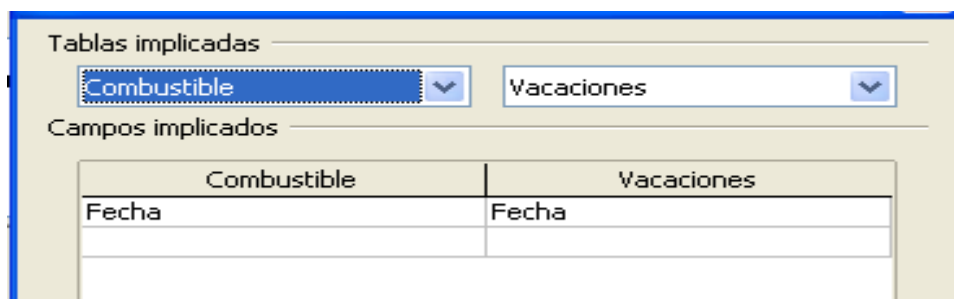 Tablas implicadas
Combustible Vacaciones
Campos implicados
Combustible Vacaciones
Fecha Fecha